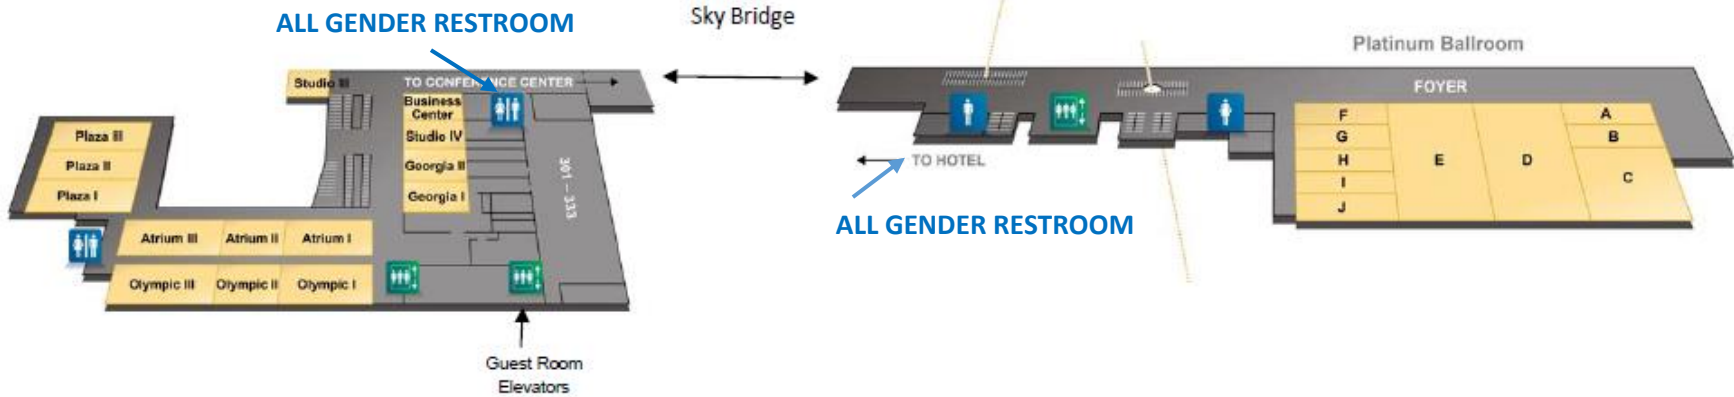 ALL GENDER RESTROOM
Sky Bridge
Studio III
TO CONFERENCE CENTER
Business
Center
Studio IV
Georgia II
Georgia I
301 – 333
Plaza III
Plaza II
Plaza I
Atrium III
Atrium II
Atrium I
Olympic III
Olympic II
Olympic I
Guest Room
Elevators
Platinum Ballroom
FOYER
F
G
H
I
J
E
D
A
B
C
TO HOTEL
ALL GENDER RESTROOM